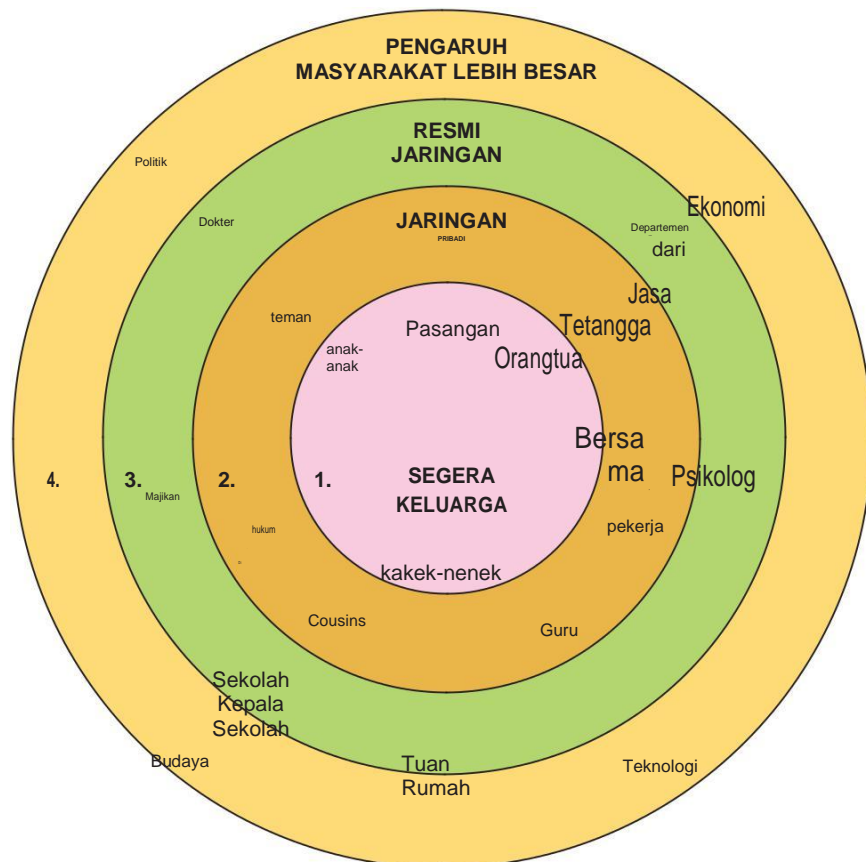 PENGARUH
MASYARAKAT LEBIH BESAR
RESMI
JARINGAN
Politik
Ekonomi
Dokter
JARINGAN
PRIBADI
Departemen
dari
Jasa
teman
Tetangga
Pasangan
anak-
anak
Orangtua
Bersa
ma
4.
3.
2.
1.
SEGERA
KELUARGA
Psikolog
Majikan
hukum
pekerja
kakek-nenek
Cousins
Guru
Sekolah
Kepala
Sekolah
Budaya
Tuan
Rumah
Teknologi